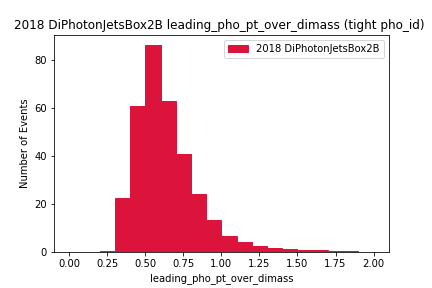 2018 DiPhotonJetsBox2B leading_pho_pt_over_dimass (tight pho_id)
2018 DiPhotonJetsBox2B
Number of Events
80
60
40
20
0
0.00 0.25 0.50 0.75 1.00 1.25 1.50 1.75 2.00
leading_pho_pt_over_dimass